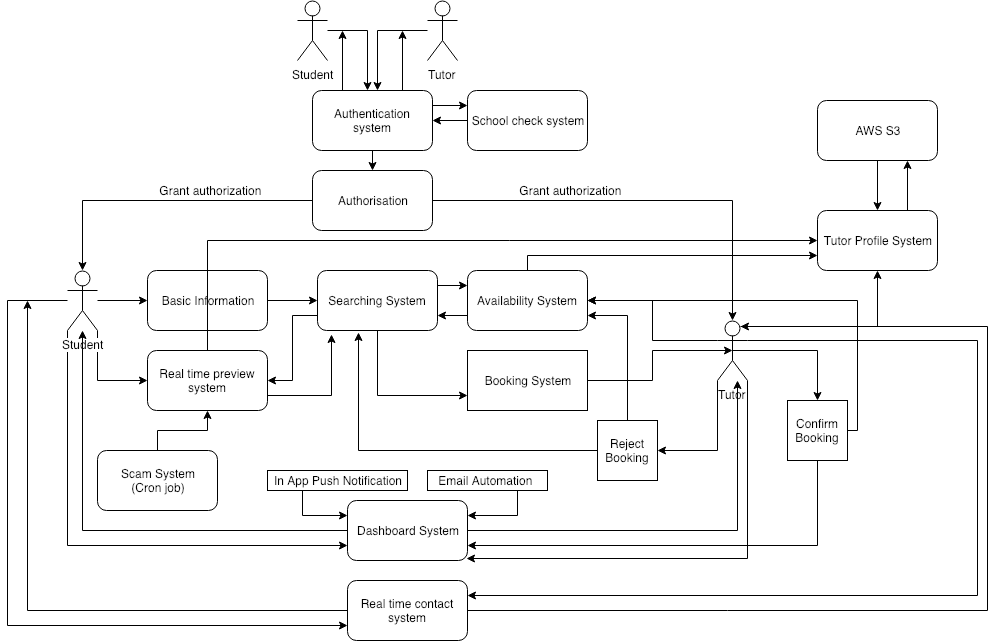 Student
Tutor
Authentication
system
School check system
AWS S3
Grant authorization
Authorisation
Grant authorization
Tutor Profile System
Basic Information
Searching System
Availability System
Student
Real time preview
system
Booking System
Tutor
Confirm
Booking
Reject
Booking
Scam System
(Cron job)
In App Push Notification
Email Automation
Dashboard System
Real time contact
system